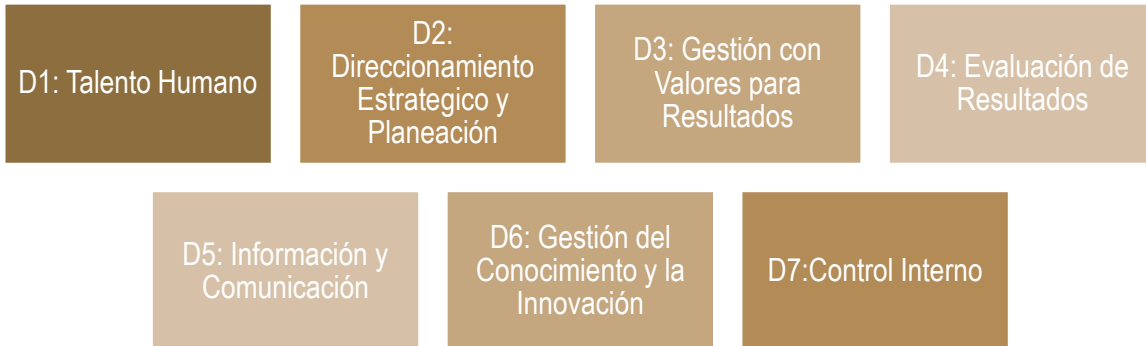 D1: Talento Humano
D2:
Direccionamiento
Estrategico y
Planeación
D3: Gestión con
Valores para
Resultados
D4: Evaluación de
Resultados
D5: Información y
Comunicación
D6: Gestión del
Conocimiento y la
Innovación
D7:Control Interno